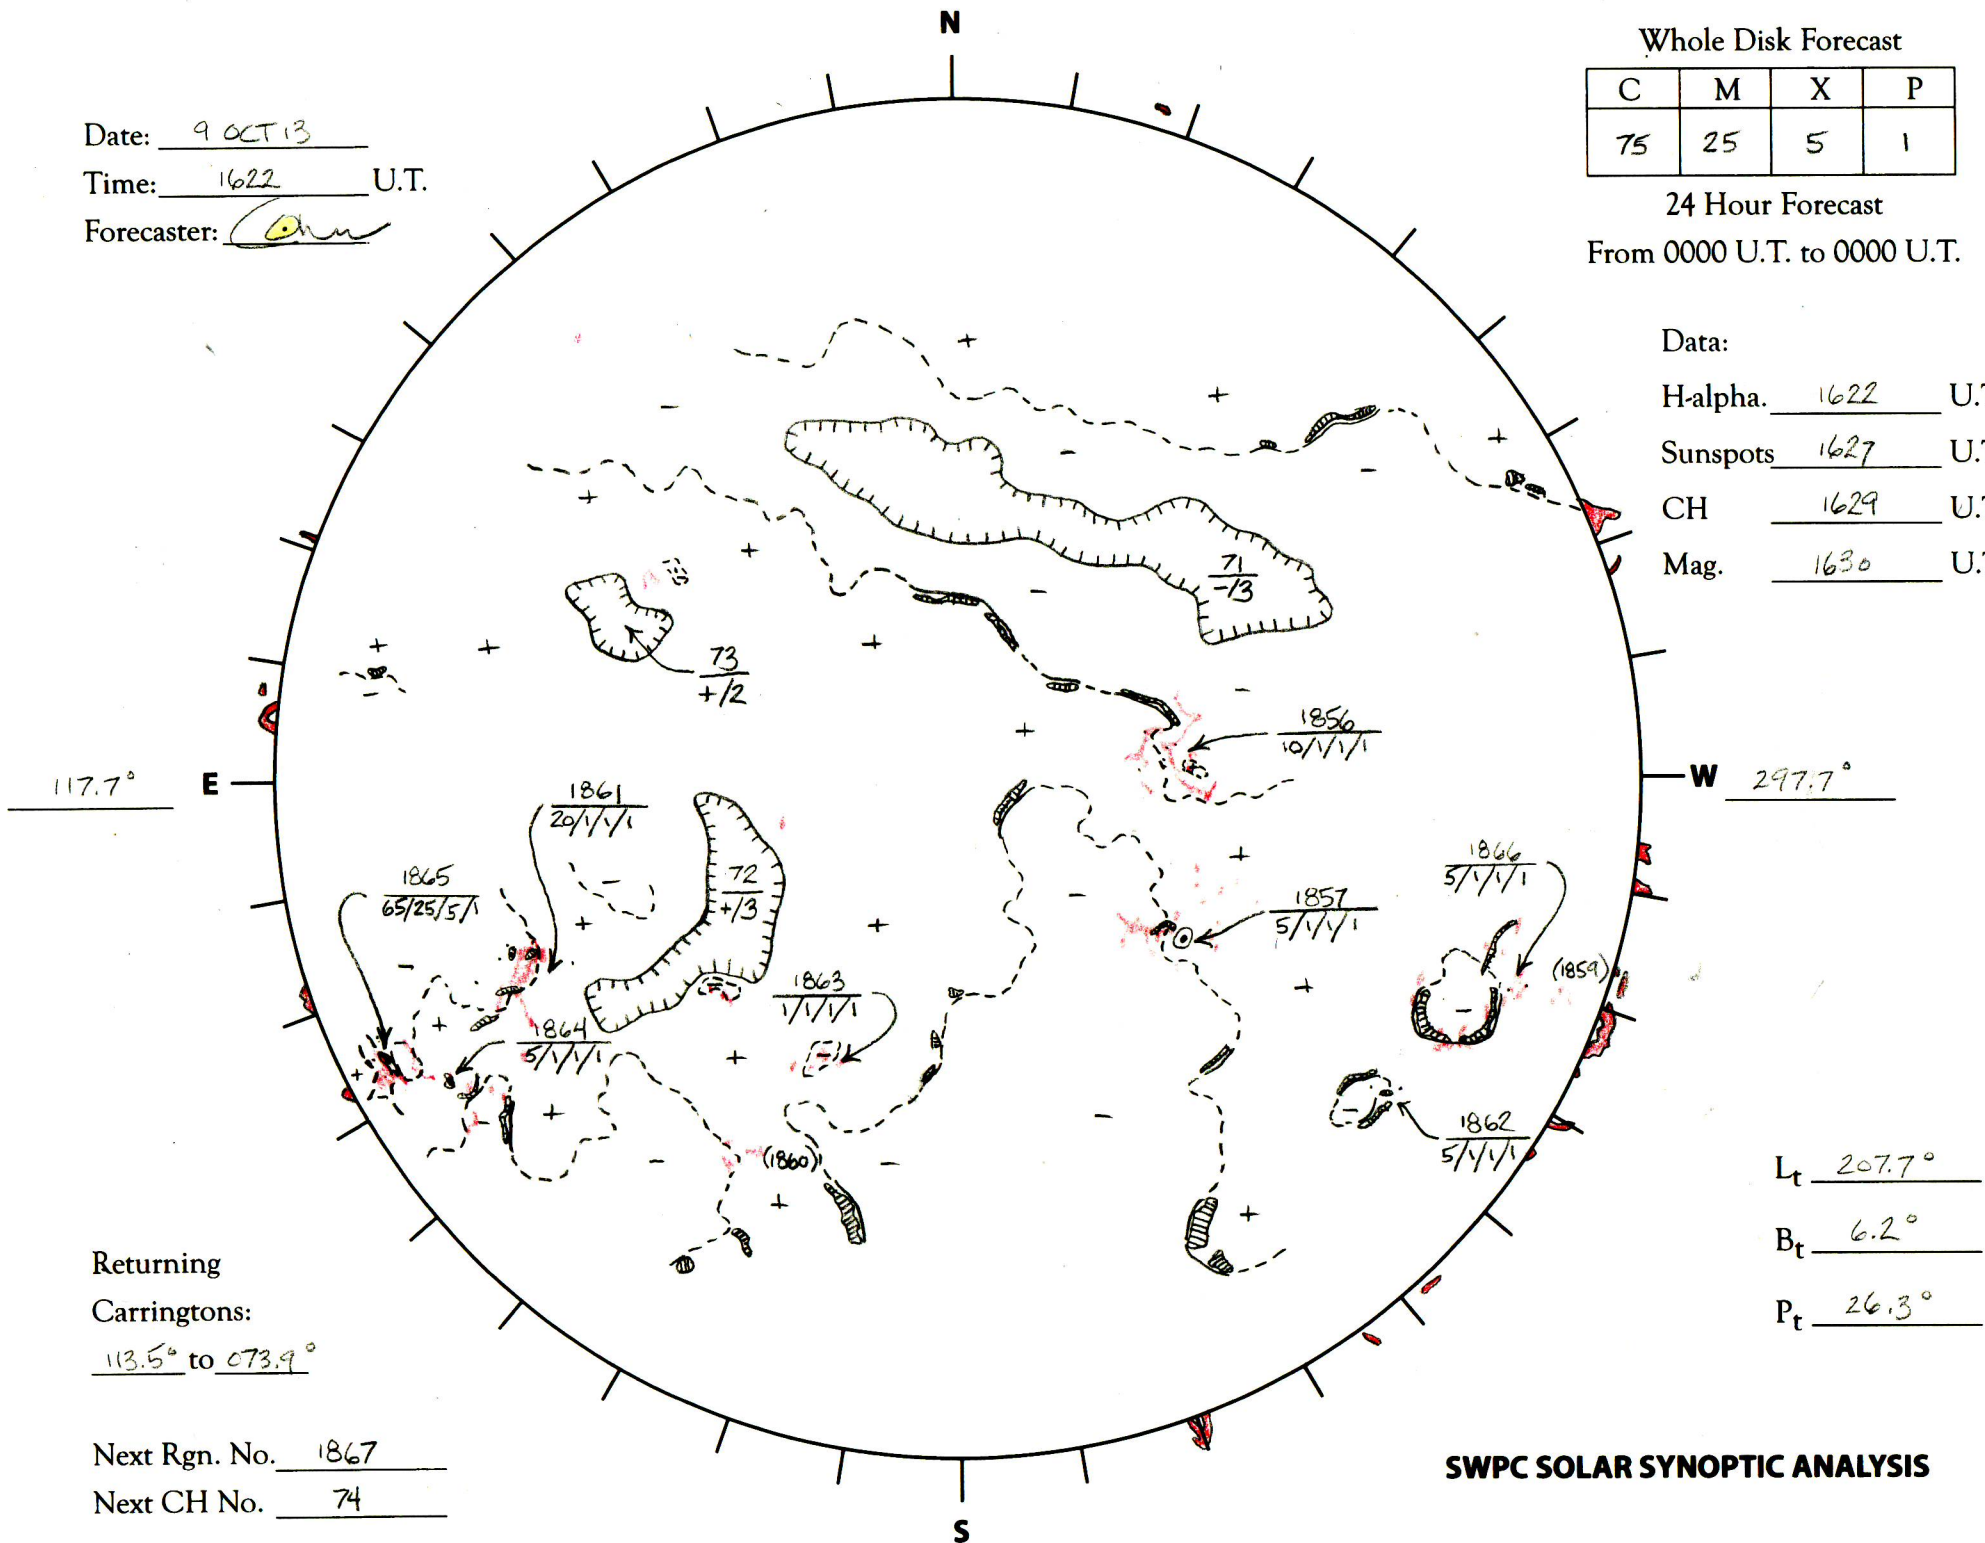 N
Whole Disk Forecast
C M X P
75 25 5 1
24 Hour Forecast
From 0000 U.T. to 0000 U.T.
Date: 9 OCT 13
Time: 1622 U.T.
Forecaster:
Data:
H-alpha. 1622 U.T
Sunspots 1627 U.T
CH 1629 U.T
Mag. 1630 U.T
71
-/3
73
+/2
1856
10/1/1/1
117.7° E
W 297.7°
1861
20/1/1/1
1865
65/25/5/1
72
+/3
1866
5/1/1/1
1857
5/1/1/1
(1859)
1863
1/1/1/1
1864
5/1/1/1
1862
5/1/1/1
(1860)
Lt 207.7°
Bt 6.2°
Pt 26.3°
Returning
Carringtons:
113.5° to 073.9°
Next Rgn. No. 1867
Next CH No. 74
SWPC SOLAR SYNOPTIC ANALYSIS
S